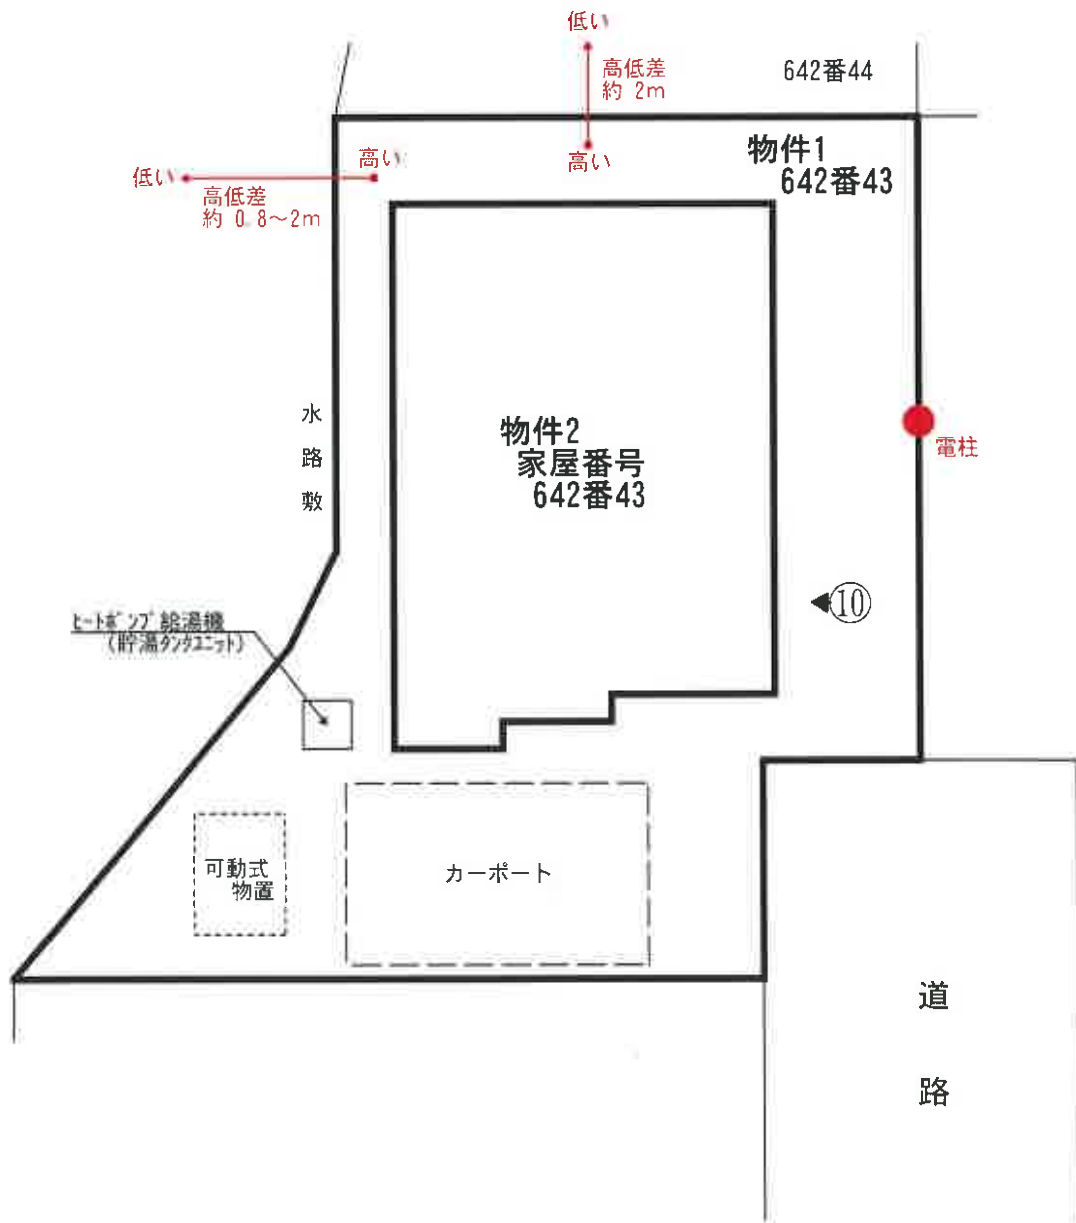 低い
高低差
約 2m
高い
642番44
物件1
642番43
低い
高い
高低差
約 0.8～2m
水路敷
物件2
家屋番号
642番43
電柱
⑩
ﾋｰﾄﾎﾟﾝﾌﾟ給湯機
(貯湯ﾀﾝｸﾕﾆｯﾄ)
可動式
物置
カーポート
道路